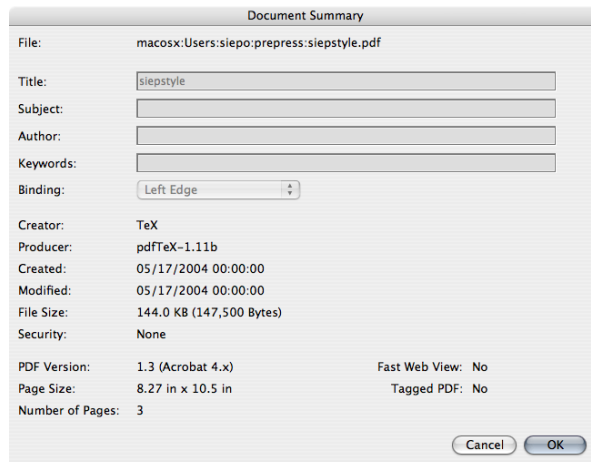 Document Summary
File: macosx:Users:siepo:prepress:siepstyle.pdf
Title: siepstyle
Subject:
Author:
Keywords:
Binding: Left Edge
Creator: TeX
Producer: pdfTeX-1.11b
Created: 05/17/2004 00:00:00
Modified: 05/17/2004 00:00:00
File Size: 144.0 KB (147,500 Bytes)
Security: None
PDF Version: 1.3 (Acrobat 4.x) Fast Web View: No
Page Size: 8.27 in x 10.5 in Tagged PDF: No
Number of Pages: 3
Cancel OK